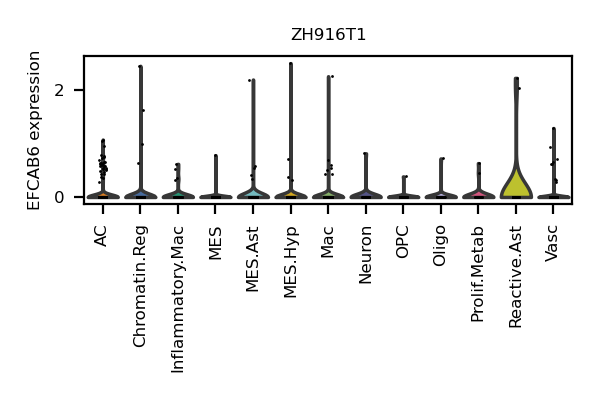 ZH916T1
EFCAB6 expression
2
0
AC
Chromatin.Reg
Inflammatory.Mac
MES
MES.Ast
MES.Hyp
Mac
Neuron
OPC
Oligo
Prolif.Metab
Reactive.Ast
Vasc